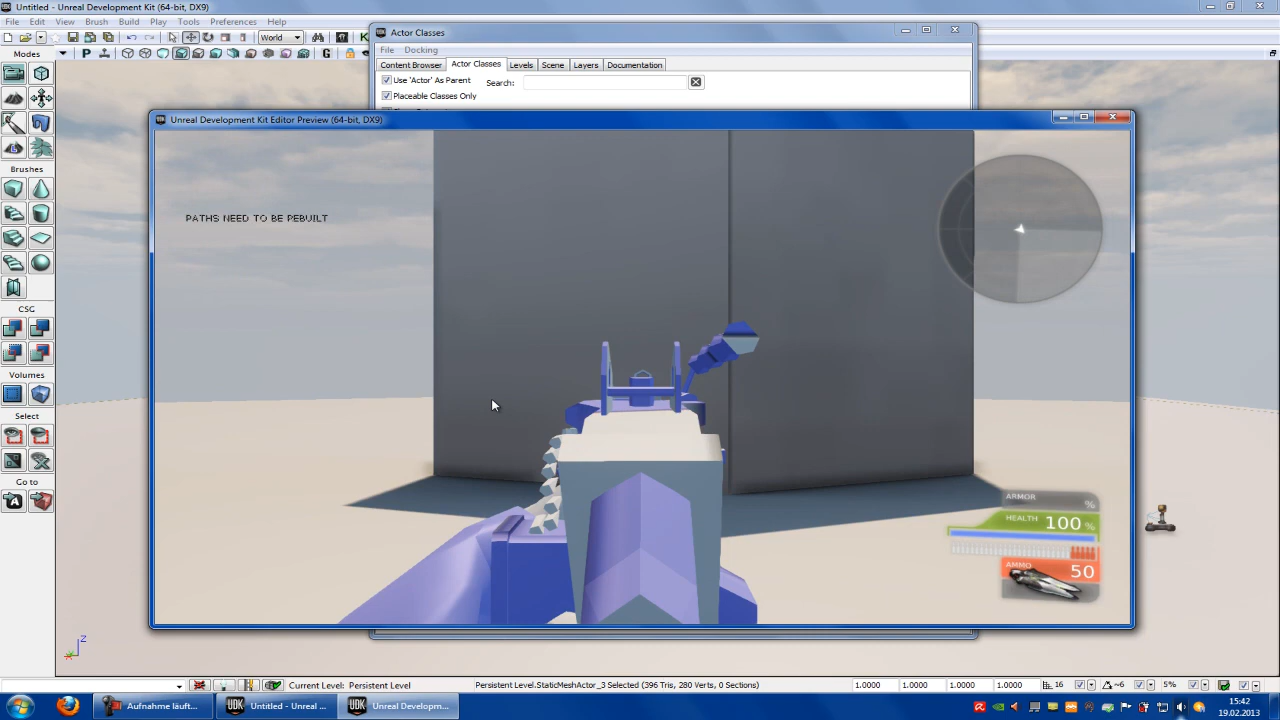 Untitled - Unreal Development Kit (64-bit, DX9)
File Edit View Brush Build Play Tools Preferences Help
World
P
G
Modes
Brushes
CSG
Volumes
Select
Go to
Actor Classes
File Docking
Content Browser Actor Classes Levels Scene Layers Documentation
Use 'Actor' As Parent Search:
Placeable Classes Only
Unreal Development Kit Editor Preview (64-bit, DX9)
PATHS NEED TO BE REBUILT
ARMOR
%
HEALTH 100 %
AMMO 50
Z
Current Level: Persistent Level Persistent Level.StaticMeshActor_3 Selected (396 Tris, 280 Verts, 0 Sections) 1.0000 1.0000 1.0000 1.0000 16 ~6 5%
Aufnahme läuft... UDK Untitled - Unreal ... UDK Unreal Developm...
15:42
19.02.2013